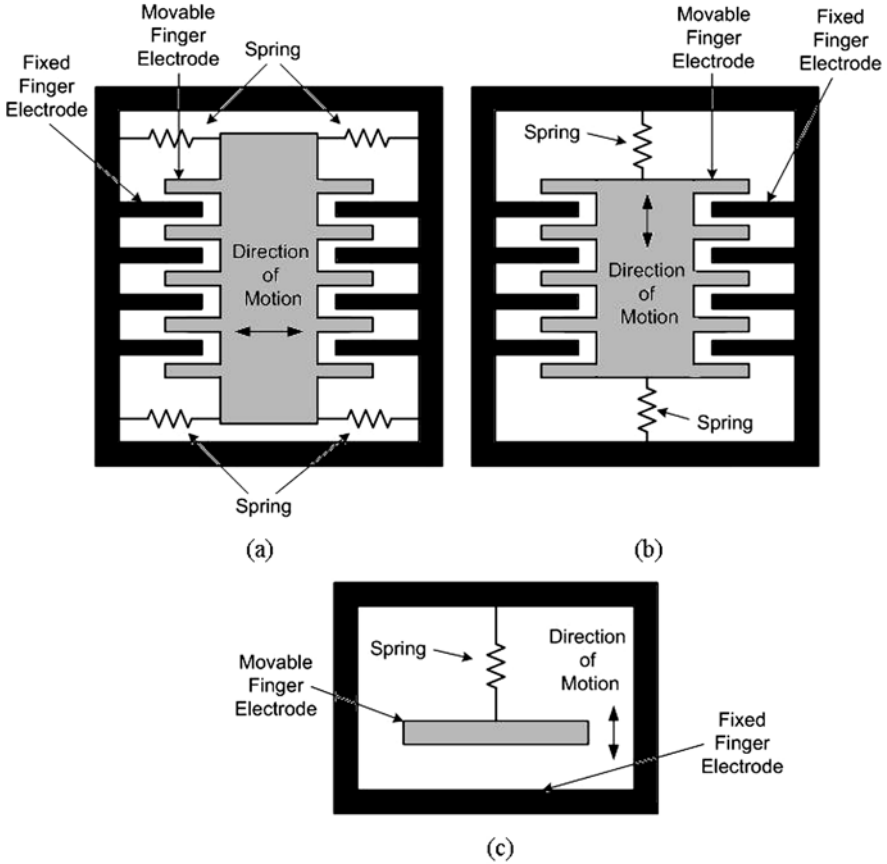 Movable
Finger
Electrode
Spring
Fixed
Finger
Electrode
Direction
of
Motion
Spring
(a)
Movable
Finger
Electrode
Fixed
Finger
Electrode
Spring
Direction
of
Motion
Spring
(b)
Spring
Direction
of
Motion
Movable
Finger
Electrode
Fixed
Finger
Electrode
(c)